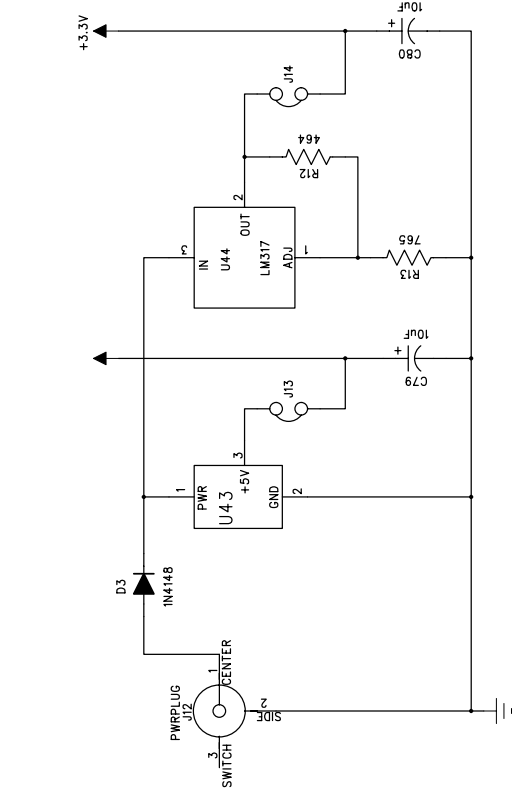 10uF
+
C80
+3.3V
J14
464
R12
2
OUT
3
IN
U44
LM317
ADJ
1
765
R13
10uF
+
C79
J13
3
+5V
1
PWR
U43
GND
2
D3
1N4148
CENTER
1
PWRPLUG
J12
2
SIDE
3
SWITCH